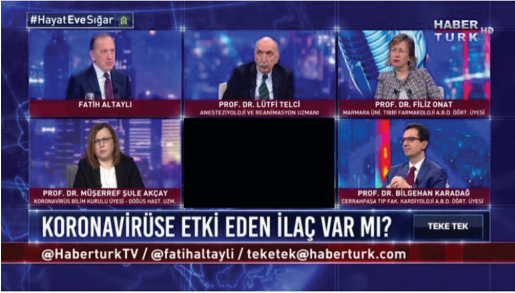 #HayatEveSığar
HABER
TURK HD
FATİH ALTAYLI
PROF. DR. LÜTFİ TELCİ
ANESTEZİYOLOJİ VE REANİMASYON UZMANI
PROF. DR. FİLİZ ONAT
MARMARA ÜNİ. TIBBİ FARMAKOLOJİ A.B.D. ÖĞRT. ÜYESİ
PROF. DR. MÜŞERREF ŞULE AKÇAY
KORONAVİRÜS BİLİM KURULU ÜYESİ - GÖĞÜS HAST. UZM.
PROF. DR. BİLGEHAN KARADAĞ
CERRAHPAŞA TIP FAK. KARDİYOLOJİ A.B.D. ÖĞRT. ÜYESİ
KORONAVİRÜSE ETKİ EDEN İLAÇ VAR MI?
TEKE TEK
@HaberturkTV / @fatihaltayli / teketek@haberturk.com